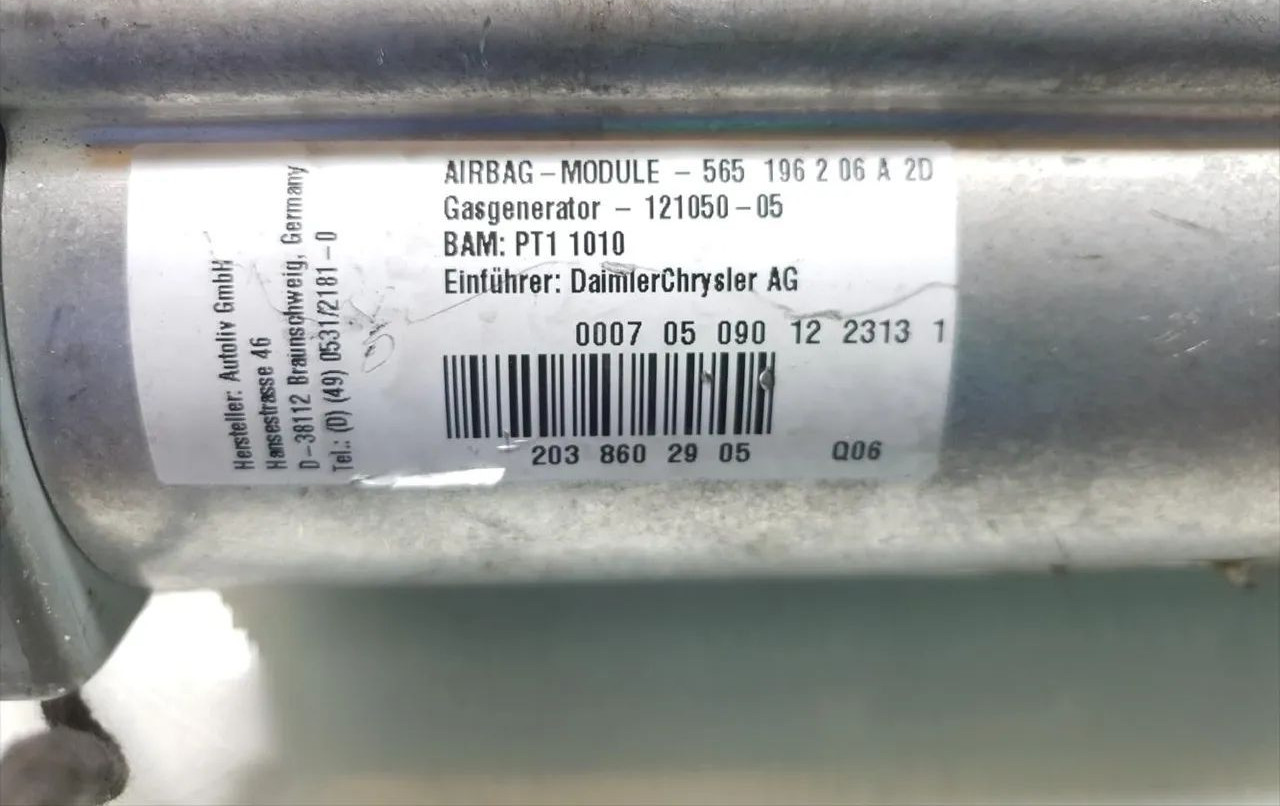 AIRBAG – MODULE – 565 196 2 06 A 2D
Gasgenerator – 121050 – 05
BAM: PT1 1010
Einführer: DaimlerChrysler AG
0007 05 090 12 2313 1
203 860 29 05 Q06
Hersteller: Autoliv GmbH
Hansestrasse 46
D–38112 Braunschweig, Germany
Tel.: (0) (49) 0531/2181–0